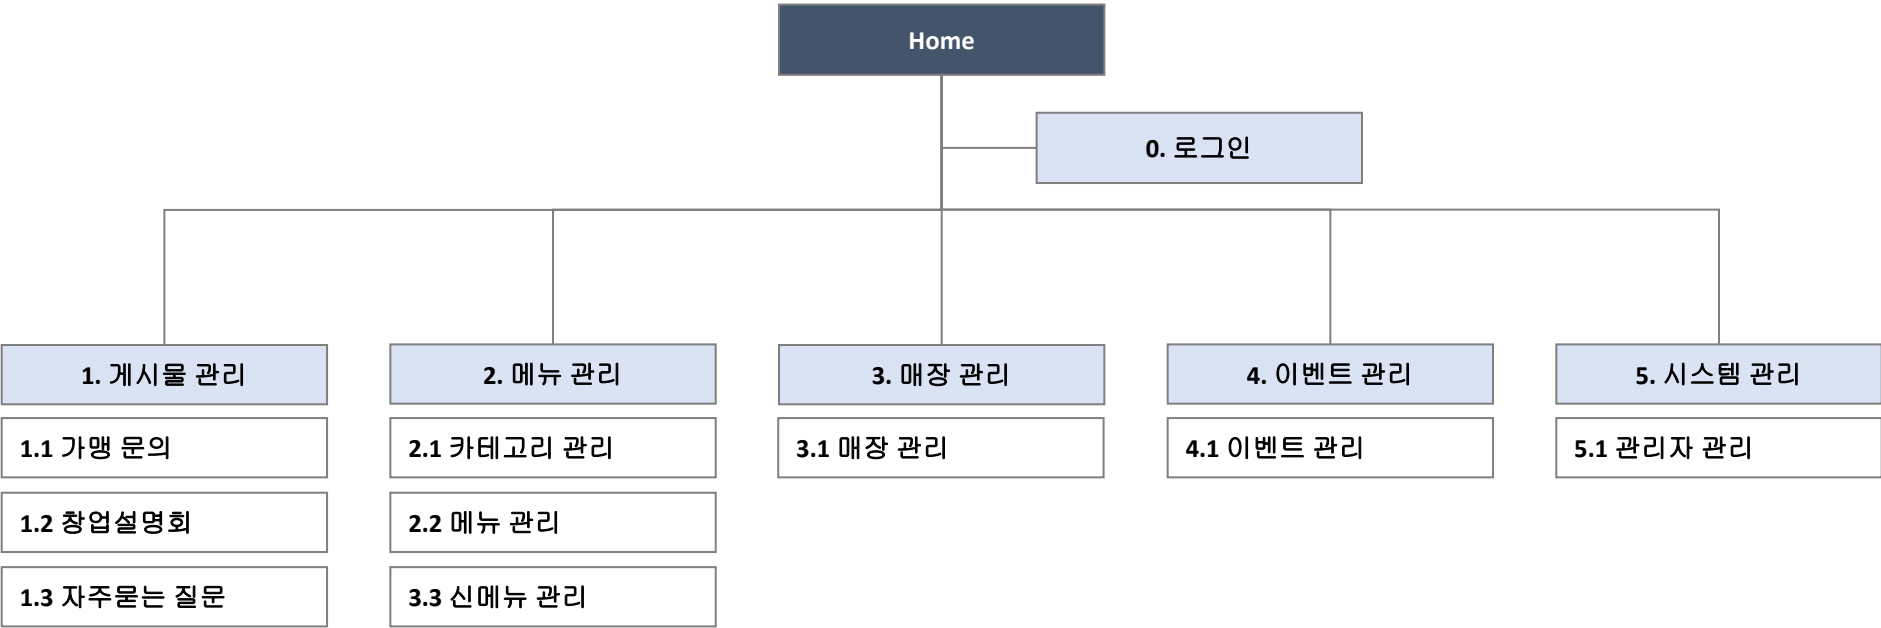 Home
0. 로그인
1. 게시물 관리
1.1 가맹 문의
1.2 창업설명회
1.3 자주묻는 질문
2. 메뉴 관리
2.1 카테고리 관리
2.2 메뉴 관리
3.3 신메뉴 관리
3. 매장 관리
3.1 매장 관리
4. 이벤트 관리
4.1 이벤트 관리
5. 시스템 관리
5.1 관리자 관리